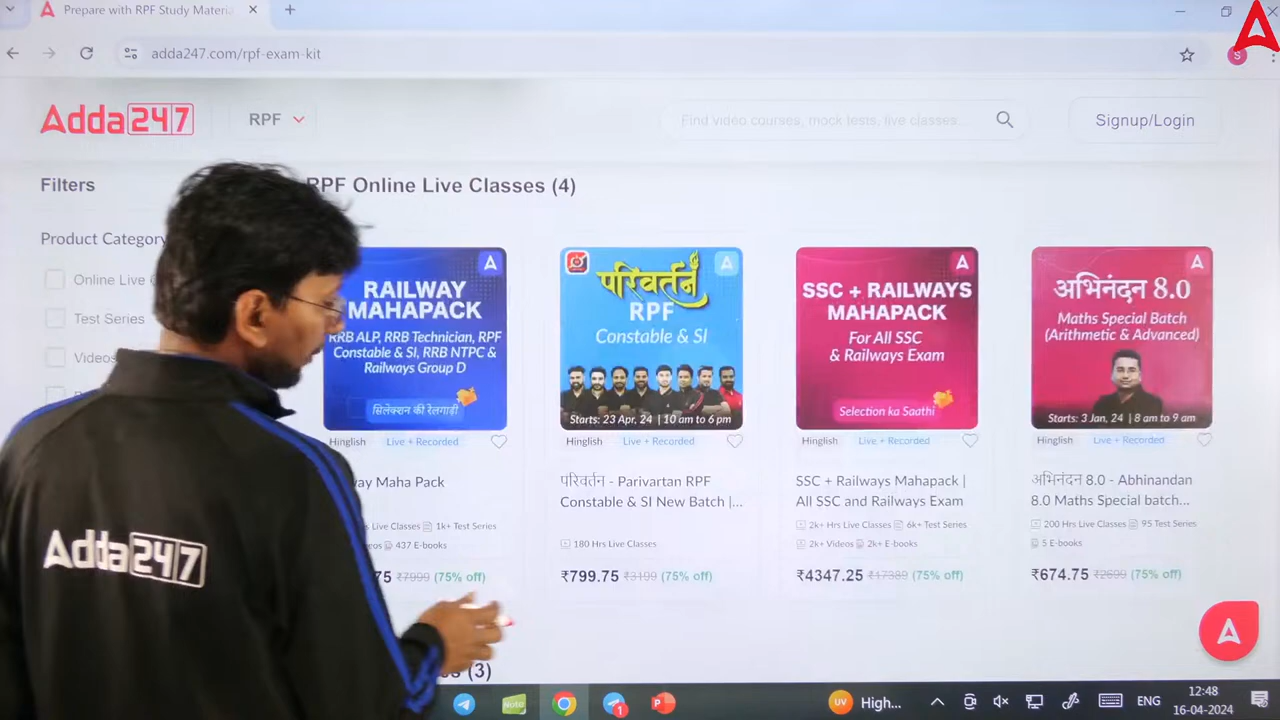 Prepare with RPF Study Materia
adda247.com/rpf-exam-kit
S
Adda247
RPF
Find video courses, mock tests, live classes...
Signup/Login
Filters
RPF Online Live Classes (4)
Product Category
Online Live
Test Series
Videos
RAILWAY
MAHAPACK
RRB ALP, RRB Technician, RPF
Constable & SI, RRB NTPC &
Railways Group D
सिलेक्शन की रेलगाड़ी
Hinglish Live + Recorded
way Maha Pack
s Live Classes 1k+ Test Series
437 E-books
75 ₹7999 (75% off)
परिवर्तन
RPF
Constable & SI
Starts: 23 Apr, 24 | 10 am to 6 pm
Hinglish Live + Recorded
परिवर्तन - Parivartan RPF
Constable & SI New Batch |...
180 Hrs Live Classes
₹799.75 ₹3199 (75% off)
SSC + RAILWAYS
MAHAPACK
For All SSC
& Railways Exam
Selection ka Saathi
Hinglish Live + Recorded
SSC + Railways Mahapack |
All SSC and Railways Exam
2k+ Hrs Live Classes 6k+ Test Series
2k+ Videos 2k+ E-books
₹4347.25 ₹17389 (75% off)
अभिनंदन 8.0
Maths Special Batch
(Arithmetic & Advanced)
Starts: 3 Jan, 24 | 8 am to 9 am
Hinglish Live + Recorded
अभिनंदन 8.0 - Abhinandan
8.0 Maths Special batch...
200 Hrs Live Classes 95 Test Series
5 E-books
₹674.75 ₹2699 (75% off)
Adda247
(3)
Note
1
UV
High...
ENG
12:48
16-04-2024